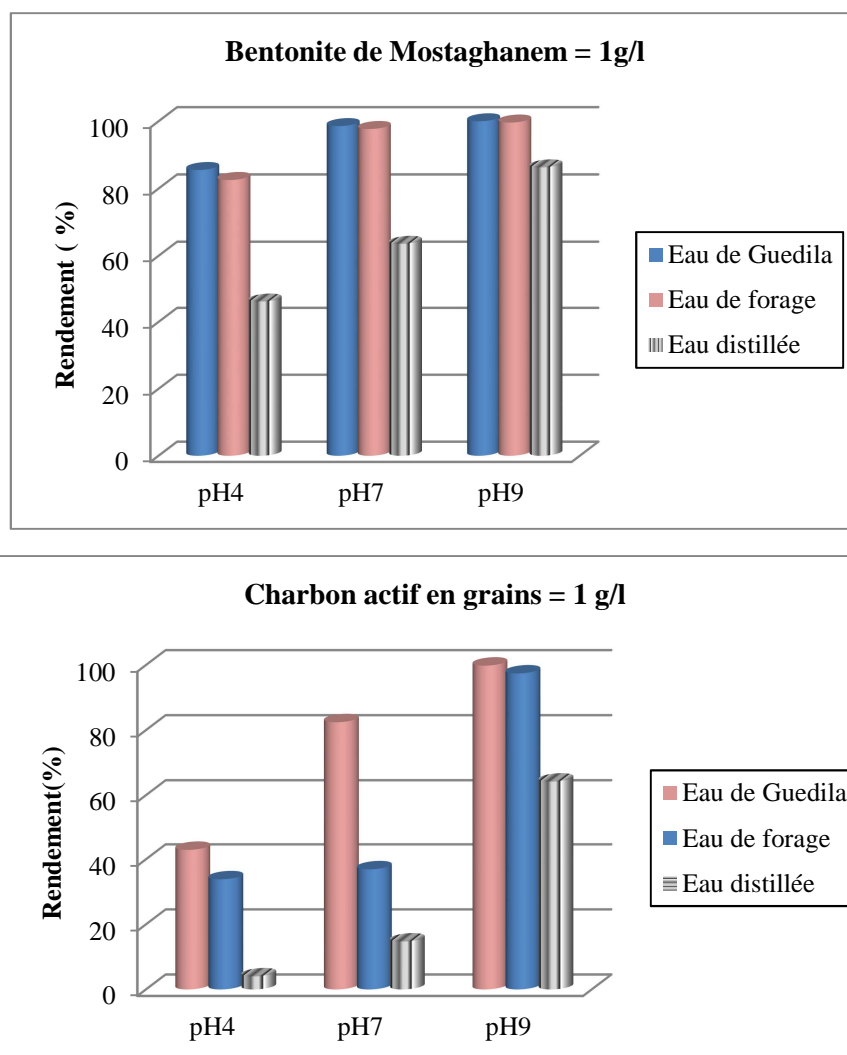 Bentonite de Mostaghanem = 1g/l
Rendement ( %)
100
80
60
40
20
0
pH4 pH7 pH9
Eau de Guedila
Eau de forage
Eau distillée
Charbon actif en grains = 1 g/l
Rendement(%)
100
80
60
40
20
0
pH4 pH7 pH9
Eau de Guedila
Eau de forage
Eau distillée